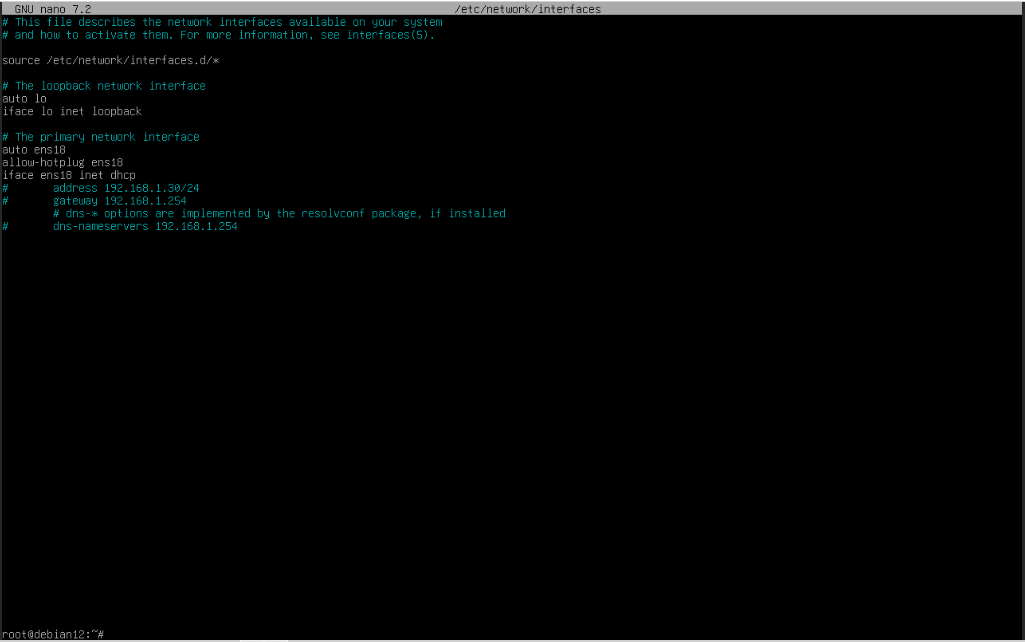 GNU nano 7.2 /etc/network/interfaces
# This file describes the network interfaces available on your system
# and how to activate them. For more information, see interfaces(5).
source /etc/network/interfaces.d/*
# The loopback network interface
auto lo
iface lo inet loopback
# The primary network interface
auto ens18
allow-hotplug ens18
iface ens18 inet dhcp
#       address 192.168.1.30/24
#       gateway 192.168.1.254
        # dns-* options are implemented by the resolvconf package, if installed
#       dns-nameservers 192.168.1.254
root@debian12:~#